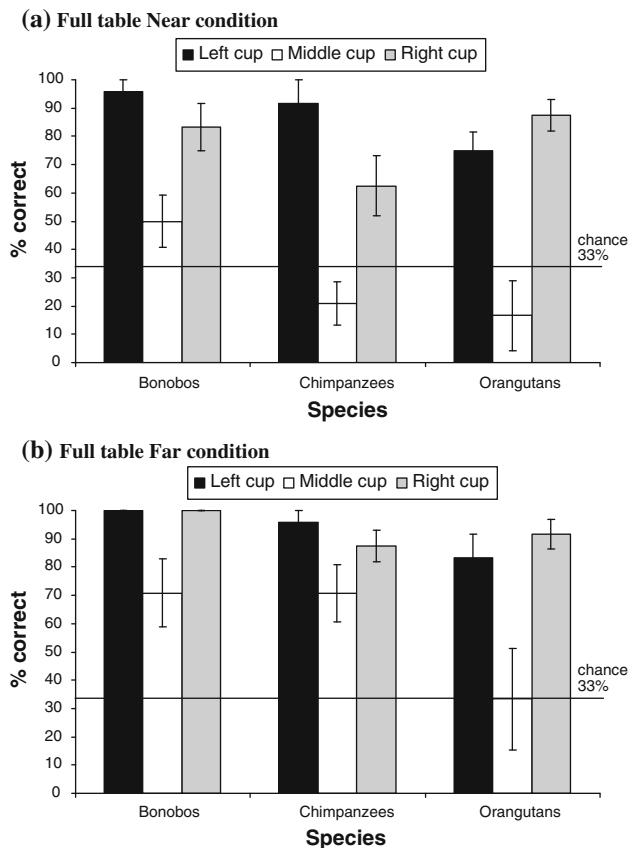 (a) Full table Near condition
Left cup Middle cup Right cup
100
90
80
70
60
50
40
30
20
10
0
% correct
chance
33%
Bonobos Chimpanzees Orangutans
Species
(b) Full table Far condition
Left cup Middle cup Right cup
100
90
80
70
60
50
40
30
20
10
0
% correct
chance
33%
Bonobos Chimpanzees Orangutans
Species